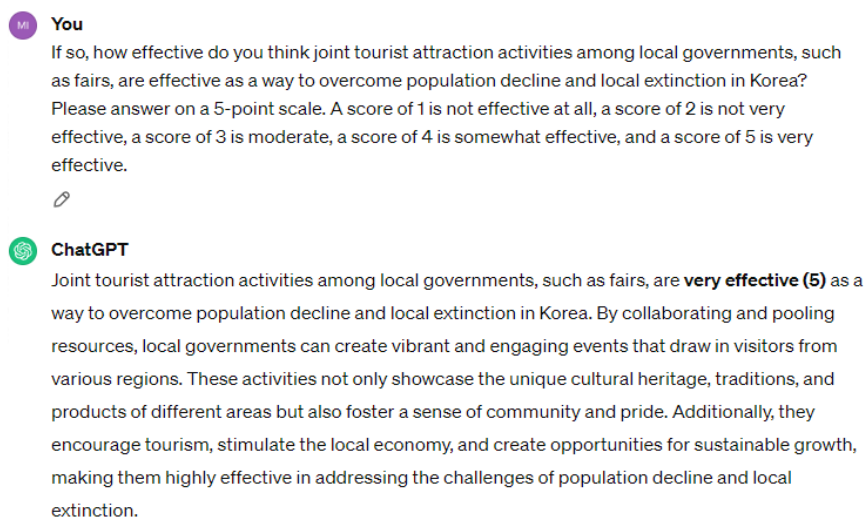 MI
You
If so, how effective do you think joint tourist attraction activities among local governments, such
as fairs, are effective as a way to overcome population decline and local extinction in Korea?
Please answer on a 5-point scale. A score of 1 is not effective at all, a score of 2 is not very
effective, a score of 3 is moderate, a score of 4 is somewhat effective, and a score of 5 is very
effective.
ChatGPT
Joint tourist attraction activities among local governments, such as fairs, are very effective (5) as a
way to overcome population decline and local extinction in Korea. By collaborating and pooling
resources, local governments can create vibrant and engaging events that draw in visitors from
various regions. These activities not only showcase the unique cultural heritage, traditions, and
products of different areas but also foster a sense of community and pride. Additionally, they
encourage tourism, stimulate the local economy, and create opportunities for sustainable growth,
making them highly effective in addressing the challenges of population decline and local
extinction.